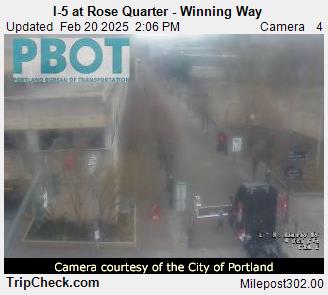 I-5 at Rose Quarter - Winning Way
Updated Feb 20 2025 2:06 PM Camera 4
PBOT
PORTLAND BUREAU OF TRANSPORTATION
Camera courtesy of the City of Portland
TripCheck.com Milepost302.00